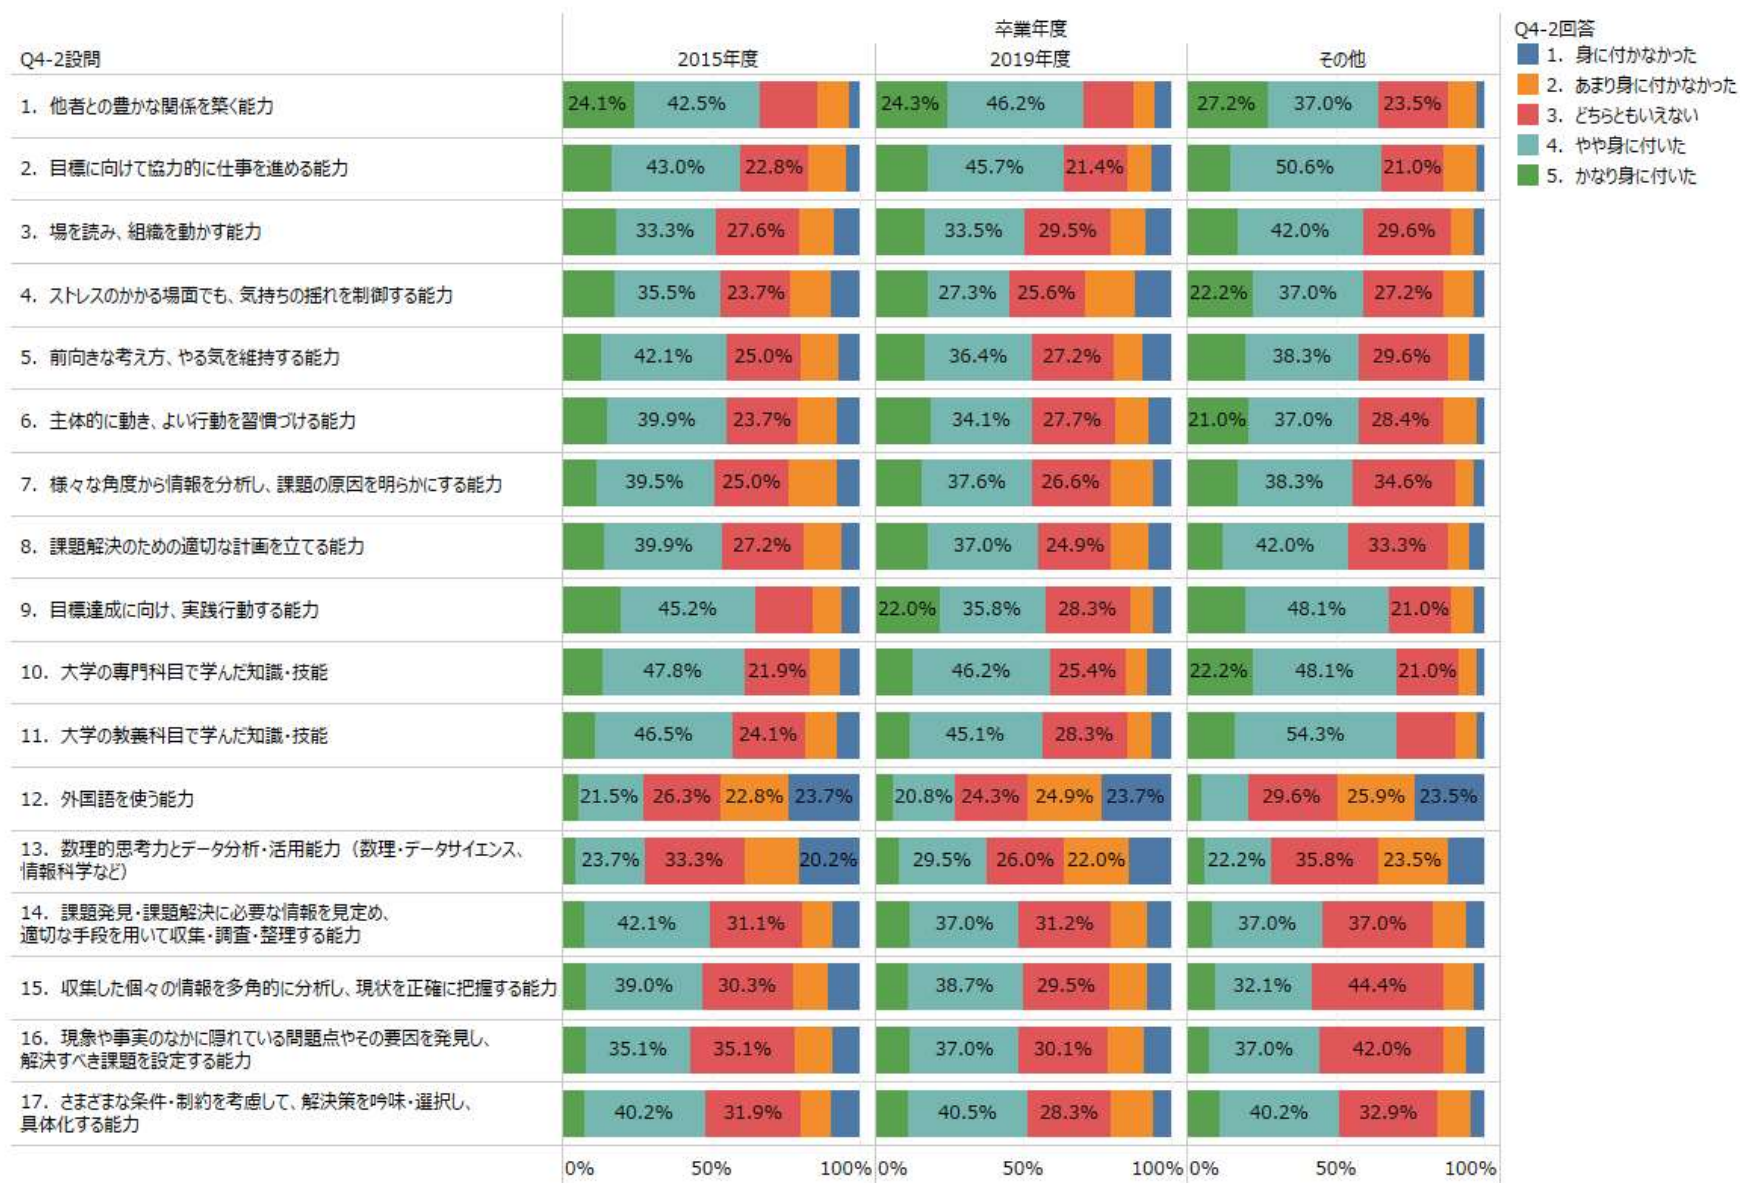 卒業年度
Q4-2設問
2015年度
2019年度
その他
Q4-2回答
1. 身に付かなかった
2. あまり身に付かなかった
3. どちらともいえない
4. やや身に付いた
5. かなり身に付いた
1. 他者との豊かな関係を築く能力
24.1% 42.5%
24.3% 46.2%
27.2% 37.0% 23.5%
2. 目標に向けて協力的に仕事を進める能力
43.0% 22.8%
45.7% 21.4%
50.6% 21.0%
3. 場を読み、組織を動かす能力
33.3% 27.6%
33.5% 29.5%
42.0% 29.6%
4. ストレスのかかる場面でも、気持ちの揺れを制御する能力
35.5% 23.7%
27.3% 25.6%
22.2% 37.0% 27.2%
5. 前向きな考え方、やる気を維持する能力
42.1% 25.0%
36.4% 27.2%
38.3% 29.6%
6. 主体的に動き、よい行動を習慣づける能力
39.9% 23.7%
34.1% 27.7%
21.0% 37.0% 28.4%
7. 様々な角度から情報を分析し、課題の原因を明らかにする能力
39.5% 25.0%
37.6% 26.6%
38.3% 34.6%
8. 課題解決のための適切な計画を立てる能力
39.9% 27.2%
37.0% 24.9%
42.0% 33.3%
9. 目標達成に向け、実践行動する能力
45.2%
22.0% 35.8% 28.3%
48.1% 21.0%
10. 大学の専門科目で学んだ知識・技能
47.8% 21.9%
46.2% 25.4%
22.2% 48.1% 21.0%
11. 大学の教養科目で学んだ知識・技能
46.5% 24.1%
45.1% 28.3%
54.3%
12. 外国語を使う能力
21.5% 26.3% 22.8% 23.7%
20.8% 24.3% 24.9% 23.7%
29.6% 25.9% 23.5%
13. 数理的思考力とデータ分析・活用能力（数理・データサイエンス、
情報科学など）
23.7% 33.3% 20.2%
29.5% 26.0% 22.0%
22.2% 35.8% 23.5%
14. 課題発見・課題解決に必要な情報を見定め、
適切な手段を用いて収集・調査・整理する能力
42.1% 31.1%
37.0% 31.2%
37.0% 37.0%
15. 収集した個々の情報を多角的に分析し、現状を正確に把握する能力
39.0% 30.3%
38.7% 29.5%
32.1% 44.4%
16. 現象や事実のなかに隠れている問題点やその要因を発見し、
解決すべき課題を設定する能力
35.1% 35.1%
37.0% 30.1%
37.0% 42.0%
17. さまざまな条件・制約を考慮して、解決策を吟味・選択し、
具体化する能力
40.2% 31.9%
40.5% 28.3%
40.2% 32.9%
0% 50% 100%
0% 50% 100%
0% 50% 100%